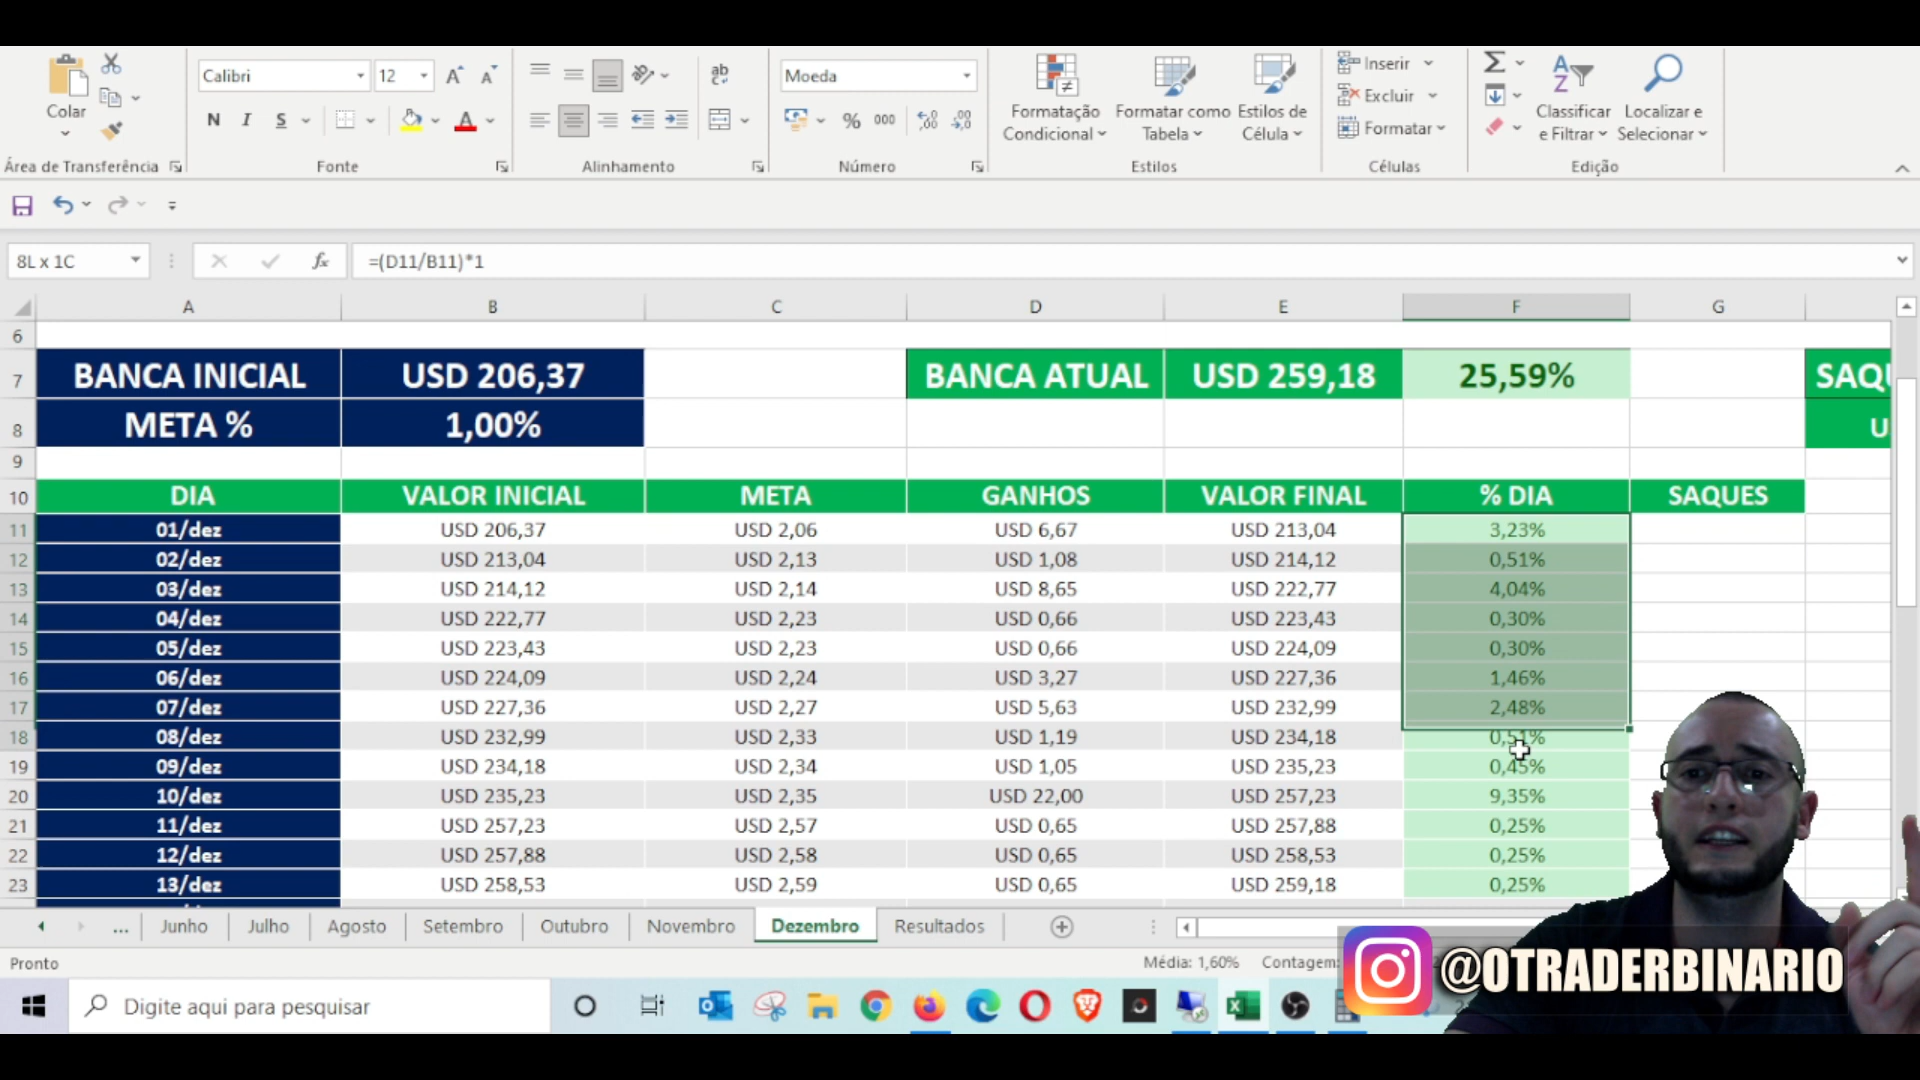 Colar
Calibri 12
ab
Moeda
Formatação Condicional
Formatar como Tabela
Estilos de Célula
Inserir
Excluir
Formatar
Classificar e Filtrar
Localizar e Selecionar
N I S
% 000
Área de Transferência Fonte Alinhamento Número Estilos Células Edição
8L x 1C fx =(D11/B11)*1
A B C D E F G
6
7 BANCA INICIAL USD 206,37 BANCA ATUAL USD 259,18 25,59%
8 META % 1,00% U
9
10 DIA VALOR INICIAL META GANHOS VALOR FINAL % DIA SAQUES
11 01/dez USD 206,37 USD 2,06 USD 6,67 USD 213,04 3,23%
12 02/dez USD 213,04 USD 2,13 USD 1,08 USD 214,12 0,51%
13 03/dez USD 214,12 USD 2,14 USD 8,65 USD 222,77 4,04%
14 04/dez USD 222,77 USD 2,23 USD 0,66 USD 223,43 0,30%
15 05/dez USD 223,43 USD 2,23 USD 0,66 USD 224,09 0,30%
16 06/dez USD 224,09 USD 2,24 USD 3,27 USD 227,36 1,46%
17 07/dez USD 227,36 USD 2,27 USD 5,63 USD 232,99 2,48%
18 08/dez USD 232,99 USD 2,33 USD 1,19 USD 234,18 0,51%
19 09/dez USD 234,18 USD 2,34 USD 1,05 USD 235,23 0,45%
20 10/dez USD 235,23 USD 2,35 USD 22,00 USD 257,23 9,35%
21 11/dez USD 257,23 USD 2,57 USD 0,65 USD 257,88 0,25%
22 12/dez USD 257,88 USD 2,58 USD 0,65 USD 258,53 0,25%
23 13/dez USD 258,53 USD 2,59 USD 0,65 USD 259,18 0,25%
... Junho Julho Agosto Setembro Outubro Novembro Dezembro Resultados
Pronto Média: 1,60% Contagem:
Digite aqui para pesquisar
@OTRADERBINARIO